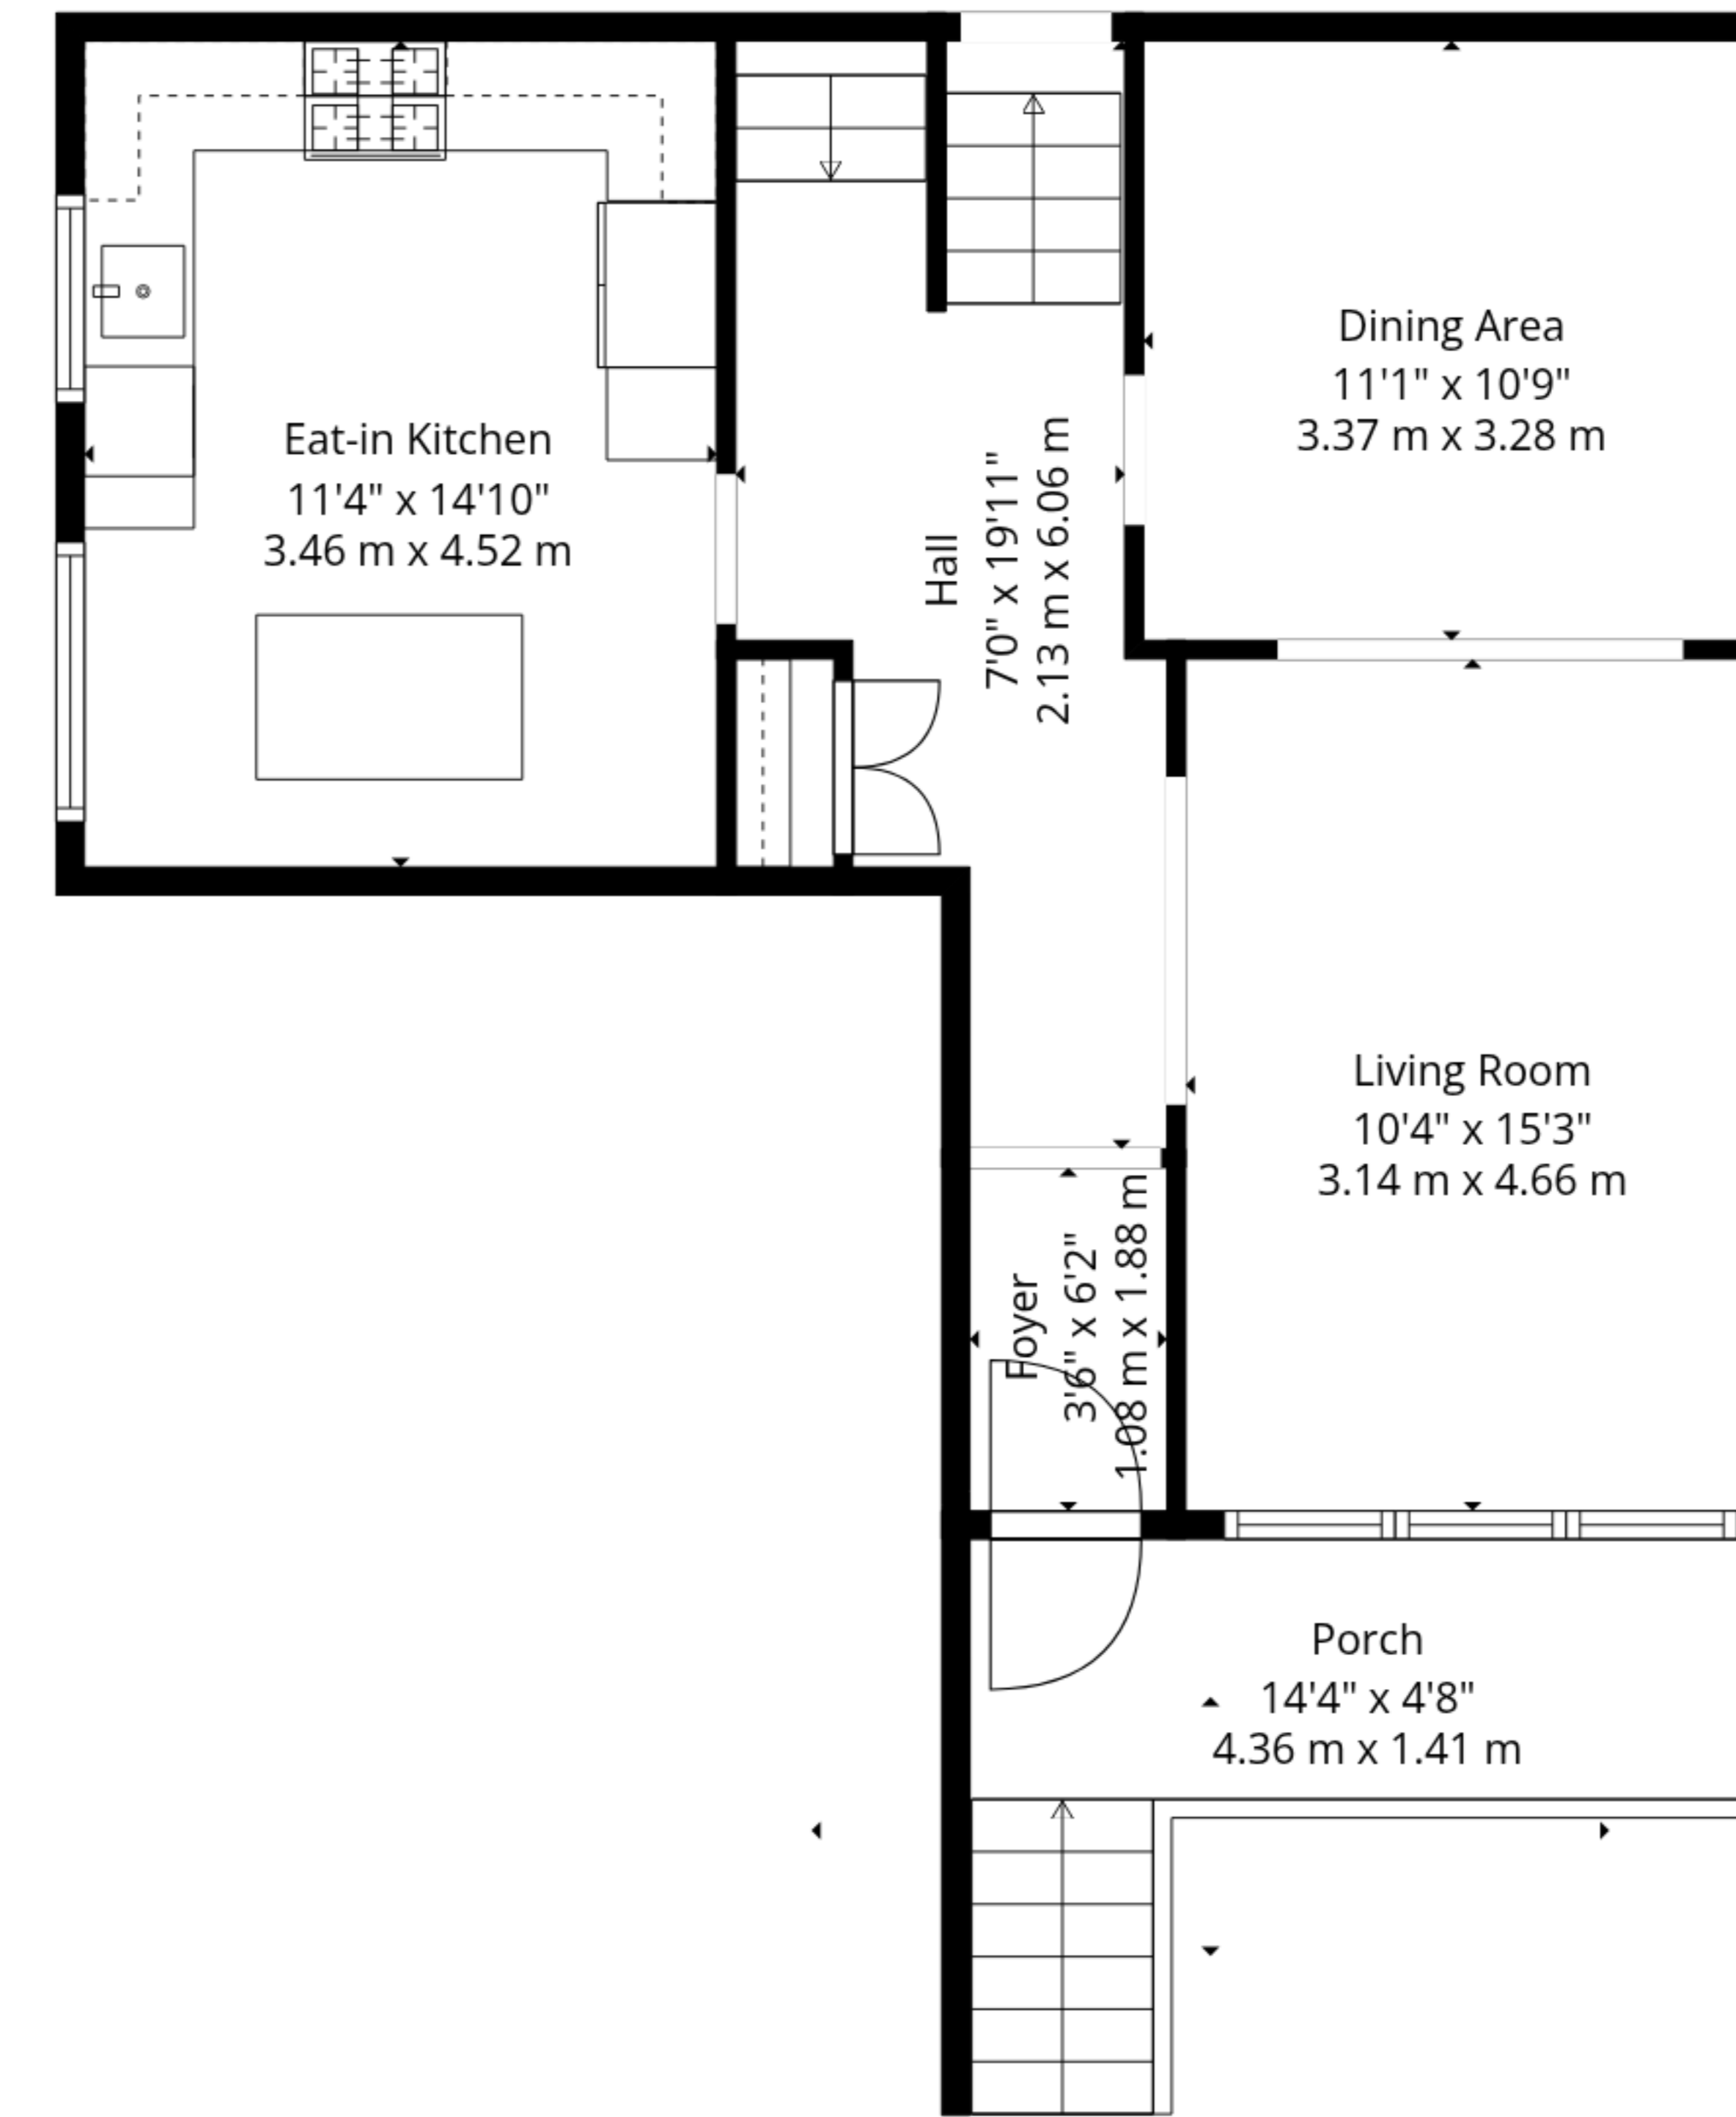 Dining Area
11'1" x 10'9"
3.37 m x 3.28 m
Eat-in Kitchen
11'4" x 14'10"
3.46 m x 4.52 m
Hall
7'0" x 19'11"
2.13 m x 6.06 m
Living Room
10'4" x 15'3"
3.14 m x 4.66 m
Foyer
3'6" x 6'2"
1.08 m x 1.88 m
Porch
14'4" x 4'8"
4.36 m x 1.41 m